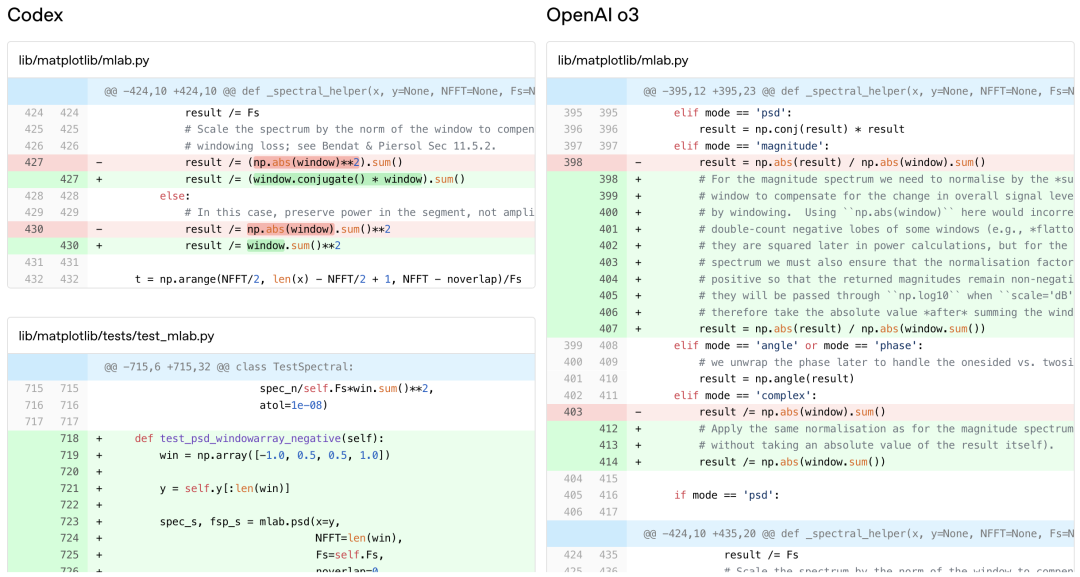 Codex
lib/matplotlib/mlab.py
@@ -424,10 +424,10 @@ def _spectral_helper(x, y=None, NFFT=None, Fs=N
424 424 result /= Fs
425 425 # Scale the spectrum by the norm of the window to compen
426 426 # windowing loss; see Bendat & Piersol Sec 11.5.2.
427 - result /= (np.abs(window)**2).sum()
427 + result /= (window.conjugate() * window).sum()
428 428 else:
429 429 # In this case, preserve power in the segment, not ampli
430 - result /= np.abs(window).sum()**2
430 + result /= window.sum()**2
431 431
432 432 t = np.arange(NFFT/2, len(x) - NFFT/2 + 1, NFFT - noverlap)/Fs
lib/matplotlib/tests/test_mlab.py
@@ -715,6 +715,32 @@ class TestSpectral:
715 715 spec_n/self.Fs*win.sum()**2,
716 716 atol=1e-08)
717 717
718 + def test_psd_windowarray_negative(self):
719 + win = np.array([-1.0, 0.5, 0.5, 1.0])
720 +
721 + y = self.y[:len(win)]
722 +
723 + spec_s, fsp_s = mlab.psd(x=y,
724 + NFFT=len(win),
725 + Fs=self.Fs,
726 + noverlap=0,
OpenAI o3
lib/matplotlib/mlab.py
@@ -395,12 +395,23 @@ def _spectral_helper(x, y=None, NFFT=None, Fs=N
395 395 elif mode == 'psd':
396 396 result = np.conj(result) * result
397 397 elif mode == 'magnitude':
398 - result = np.abs(result) / np.abs(window).sum()
398 + # For the magnitude spectrum we need to normalise by the *su
399 + # window to compensate for the change in overall signal leve
400 + # by windowing. Using ``np.abs(window)`` here would incorre
401 + # double-count negative lobes of some windows (e.g., *flatto
402 + # they are squared later in power calculations, but for the
403 + # spectrum we must also ensure that the normalisation factor
404 + # positive so that the returned magnitudes remain non-negati
405 + # they will be passed through ``np.log10`` when ``scale='dB'
406 + # therefore take the absolute value *after* summing the wind
407 + result = np.abs(result) / np.abs(window.sum())
399 408 elif mode == 'angle' or mode == 'phase':
400 409 # we unwrap the phase later to handle the onesided vs. twosi
401 410 result = np.angle(result)
402 411 elif mode == 'complex':
403 - result /= np.abs(window).sum()
412 + # Apply the same normalisation as for the magnitude spectrum
413 + # without taking an absolute value of the result itself).
414 + result /= np.abs(window.sum())
404 415
405 416 if mode == 'psd':
406 417
@@ -424,10 +435,20 @@ def _spectral_helper(x, y=None, NFFT=None, Fs=N
424 435 result /= Fs
425 436 # Scale the spectrum by the norm of the window to compen